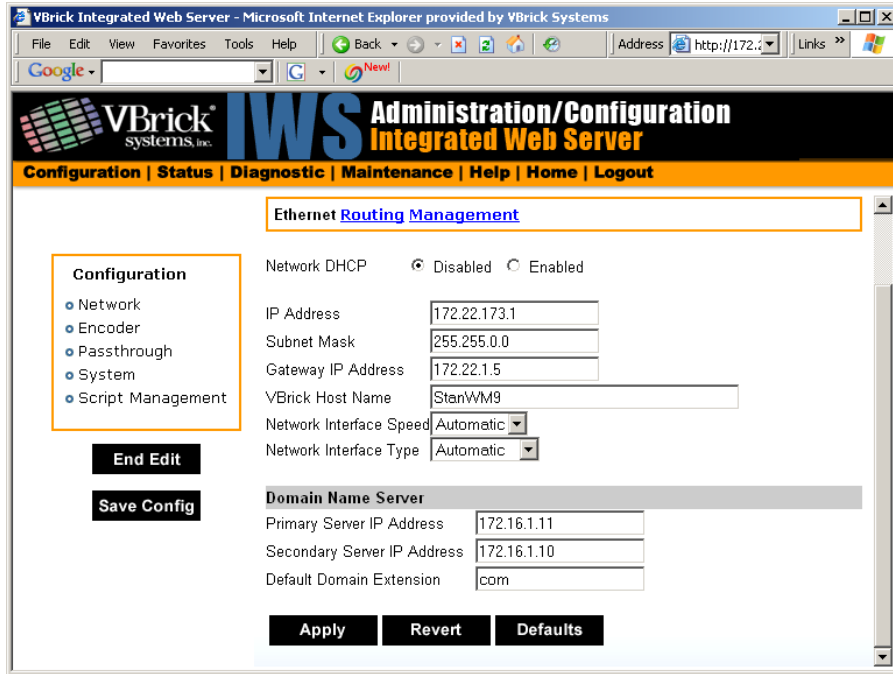 VBrick Integrated Web Server - Microsoft Internet Explorer provided by VBrick Systems
File Edit View Favorites Tools Help Back Address http://172.2 Links »
Google New! G
VBrick systems, inc.
IWS
Administration/Configuration
Integrated Web Server
Configuration | Status | Diagnostic | Maintenance | Help | Home | Logout
Ethernet Routing Management
Configuration
Network
Encoder
Passthrough
System
Script Management
End Edit
Save Config
Network DHCP Disabled Enabled
IP Address 172.22.173.1
Subnet Mask 255.255.0.0
Gateway IP Address 172.22.1.5
VBrick Host Name StanWM9
Network Interface Speed Automatic
Network Interface Type Automatic
Domain Name Server
Primary Server IP Address 172.16.1.11
Secondary Server IP Address 172.16.1.10
Default Domain Extension com
Apply Revert Defaults